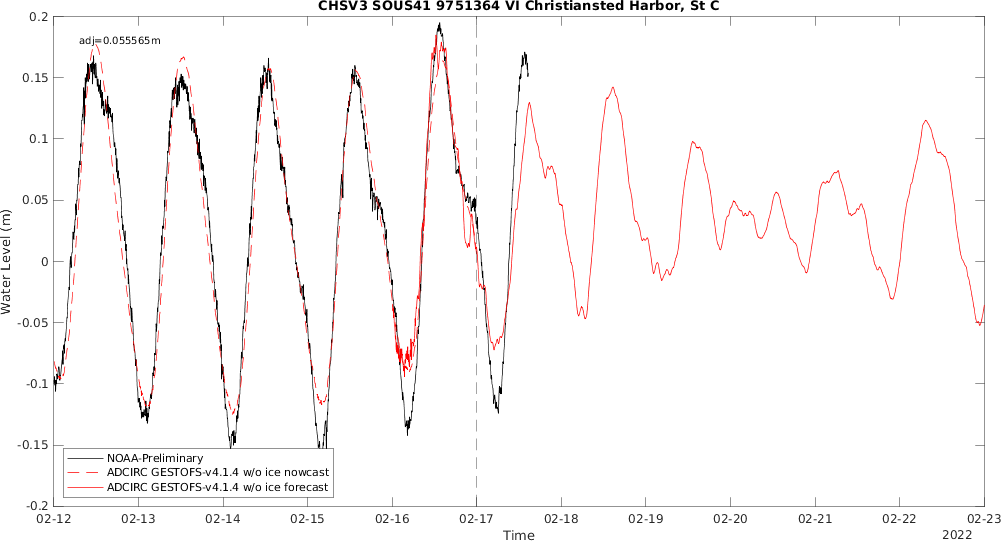 CHSV3 SOUS41 9751364 VI Christiansted Harbor, St C
adj=0.055565m
Water Level (m)
0.2
0.15
0.1
0.05
0
-0.05
-0.1
-0.15
-0.2
NOAA-Preliminary
ADCIRC GESTOFS-v4.1.4 w/o ice nowcast
ADCIRC GESTOFS-v4.1.4 w/o ice forecast
02-12 02-13 02-14 02-15 02-16 02-17 02-18 02-19 02-20 02-21 02-22 02-23
Time
2022